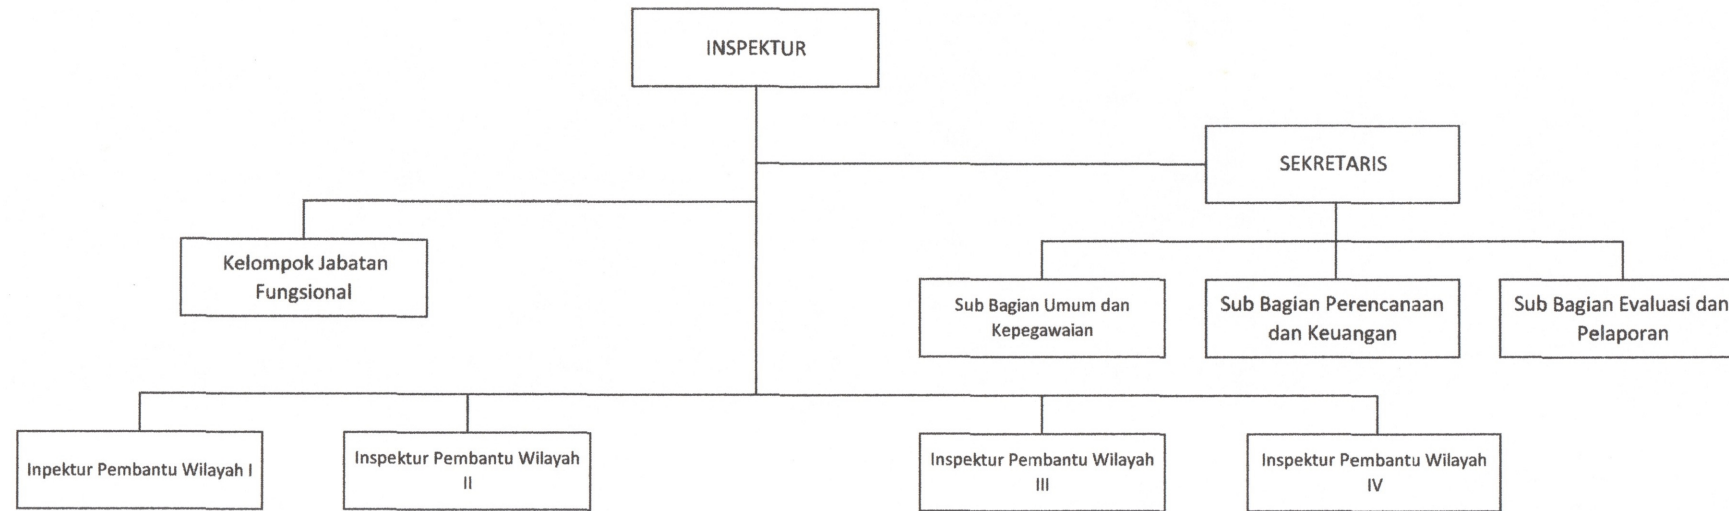 INSPEKTUR
SEKRETARIS
Kelompok Jabatan
Fungsional
Sub Bagian Umum dan
Kepegawaian
Sub Bagian Perencanaan
dan Keuangan
Sub Bagian Evaluasi dan
Pelaporan
Inpektur Pembantu Wilayah I
Inspektur Pembantu Wilayah
II
Inspektur Pembantu Wilayah
III
Inspektur Pembantu Wilayah
IV